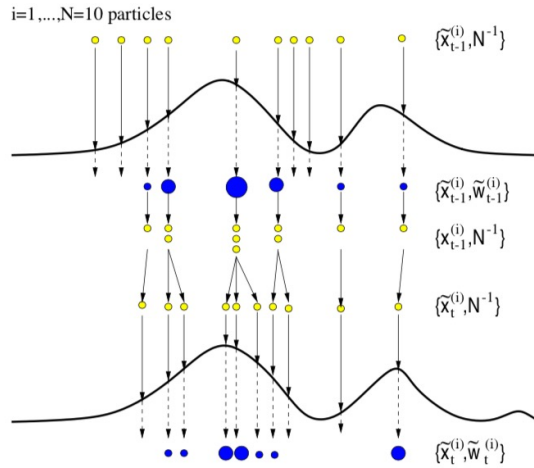 i=1,...,N=10 particles
{x̃_{t-1}^{(i)},N^{-1}}
{x̃_{t-1}^{(i)},w̃_{t-1}^{(i)}}
{x_{t-1}^{(i)},N^{-1}}
{x̃_t^{(i)},N^{-1}}
{x̃_t^{(i)},w̃_t^{(i)}}